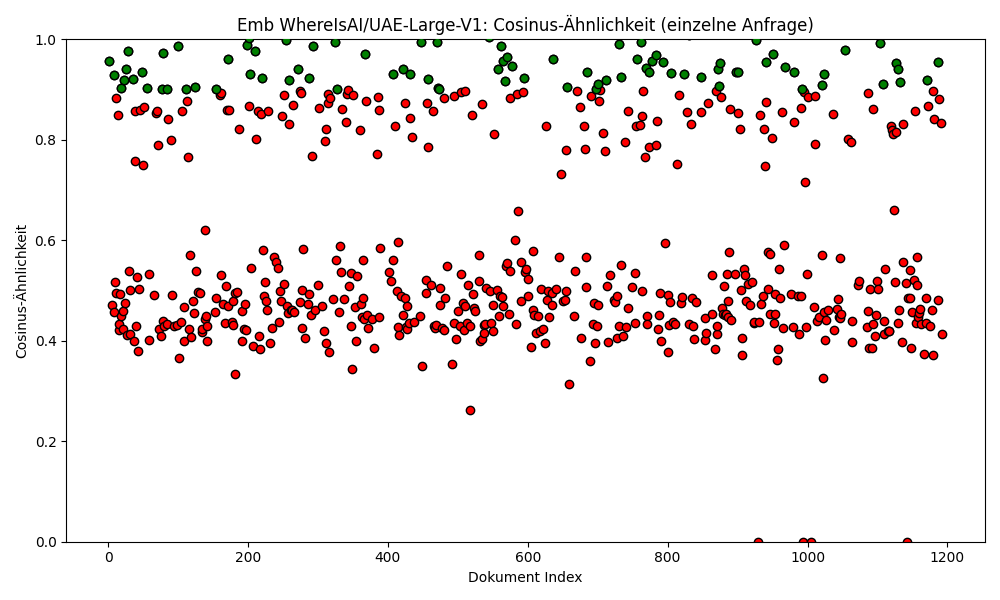 Emb WhereIsAI/UAE-Large-V1: Cosinus-Ähnlichkeit (einzelne Anfrage)
1.0
0.8
0.6
0.4
0.2
0.0
Cosinus-Ähnlichkeit
0 200 400 600 800 1000 1200
Dokument Index